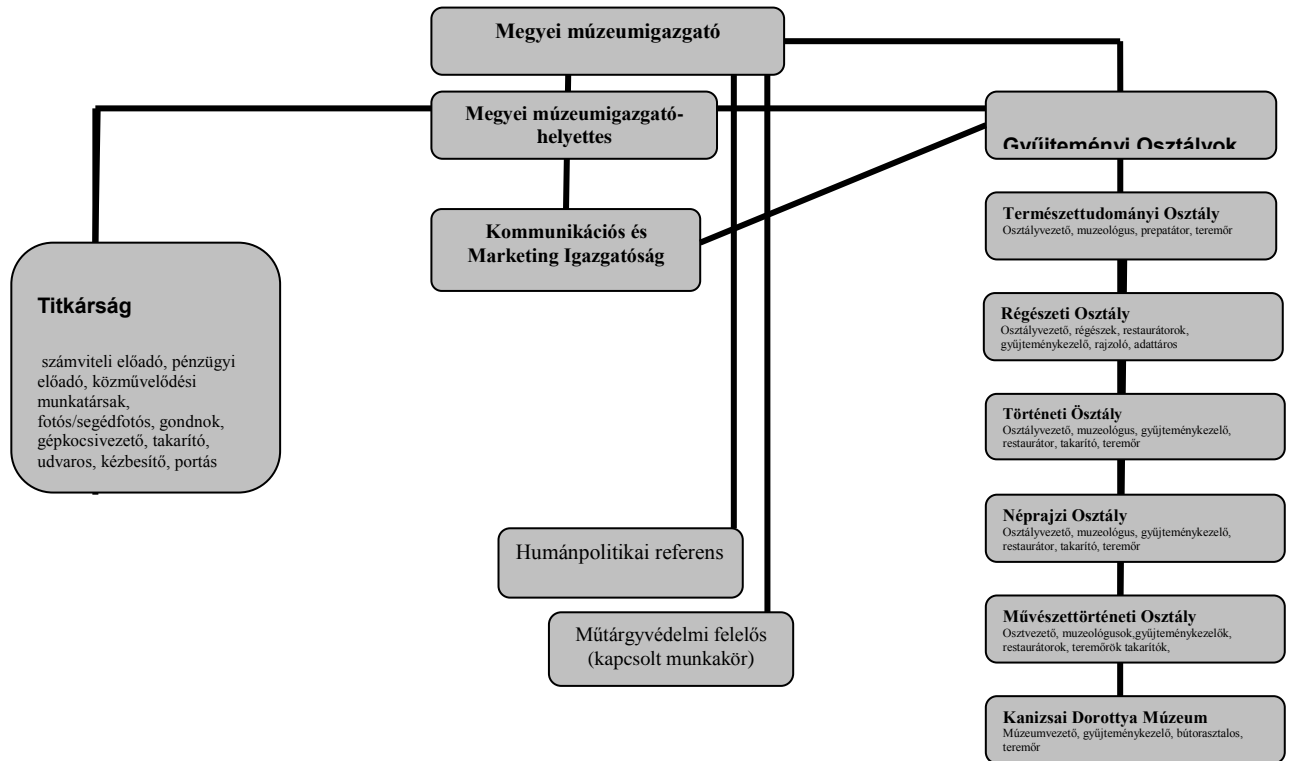 Megyei múzeumigazgató
Megyei múzeumigazgató-
helyettes
Gyűjteményi Osztályok
Kommunikációs és
Marketing Igazgatóság
Titkárság
számviteli előadó, pénzügyi
előadó, közművelődési
munkatársak,
fotós/segédfotós, gondnok,
gépkocsivezető, takarító,
udvaros, kézbesítő, portás
Humánpolitikai referens
Műtárgyvédelmi felelős
(kapcsolt munkakör)
Természettudományi Osztály
Osztályvezető, muzeológus, prepatátor, teremőr
Régészeti Osztály
Osztályvezető, régészek, restaurátorok,
gyűjteménykezelő, rajzoló, adattáros
Történeti Ösztály
Osztályvezető, muzeológus, gyűjteménykezelő,
restaurátor, takarító, teremőr
Néprajzi Osztály
Osztályvezető, muzeológus, gyűjteménykezelő,
restaurátor, takarító, teremőr
Művészettörténeti Osztály
Osztvezető, muzeológusok,gyűjteménykezelők,
restaurátorok, teremőrök takarítók,
Kanizsai Dorottya Múzeum
Múzeumvezető, gyűjteménykezelő, bútorasztalos,
teremőr